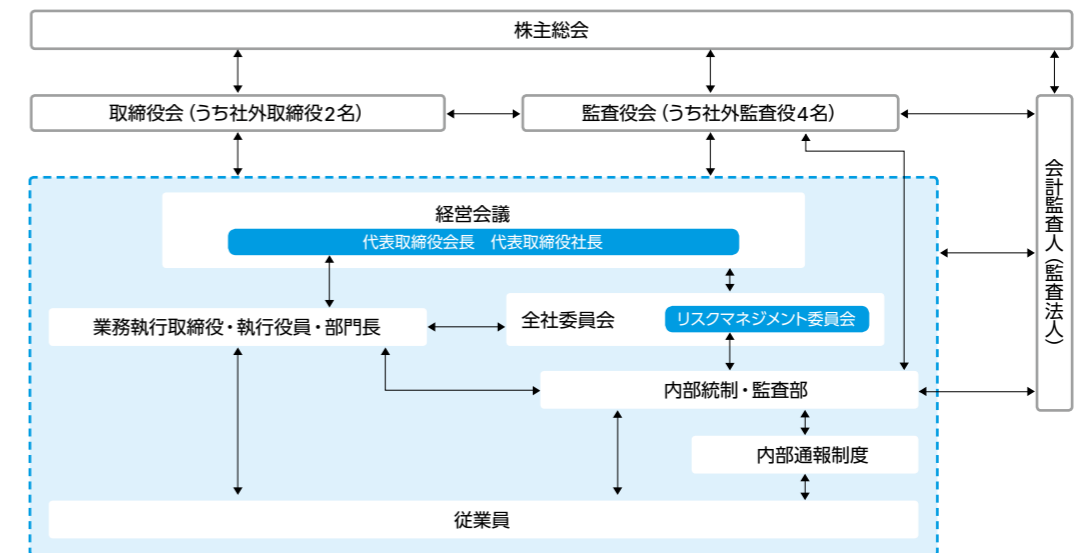 株主総会
取締役会（うち社外取締役2名）
監査役会（うち社外監査役4名）
会計監査人（監査法人）
経営会議
代表取締役会長　代表取締役社長
業務執行取締役・執行役員・部門長
全社委員会
リスクマネジメント委員会
内部統制・監査部
内部通報制度
従業員